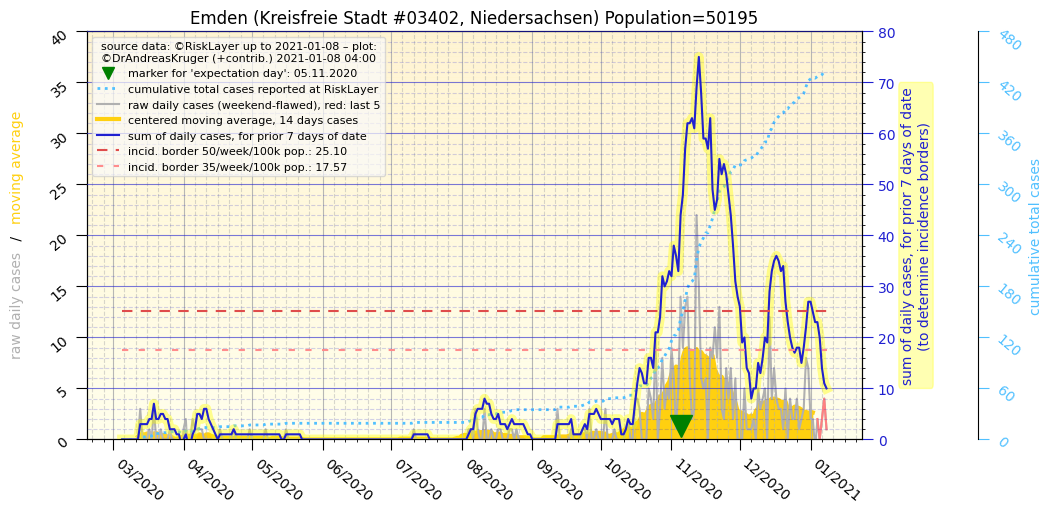 Emden (Kreisfreie Stadt #03402, Niedersachsen) Population=50195
source data: ©RiskLayer up to 2021-01-08 – plot:
©DrAndreasKruger (+contrib.) 2021-01-08 04:00
marker for 'expectation day': 05.11.2020
cumulative total cases reported at RiskLayer
raw daily cases (weekend-flawed), red: last 5
centered moving average, 14 days cases
sum of daily cases, for prior 7 days of date
incid. border 50/week/100k pop.: 25.10
incid. border 35/week/100k pop.: 17.57
raw daily cases / moving average
40
35
30
25
20
15
10
5
0
03/2020
04/2020
05/2020
06/2020
07/2020
08/2020
09/2020
10/2020
11/2020
12/2020
01/2021
80
70
60
50
40
30
20
10
0
sum of daily cases, for prior 7 days of date
(to determine incidence borders)
480
420
360
300
240
180
120
60
0
cumulative total cases